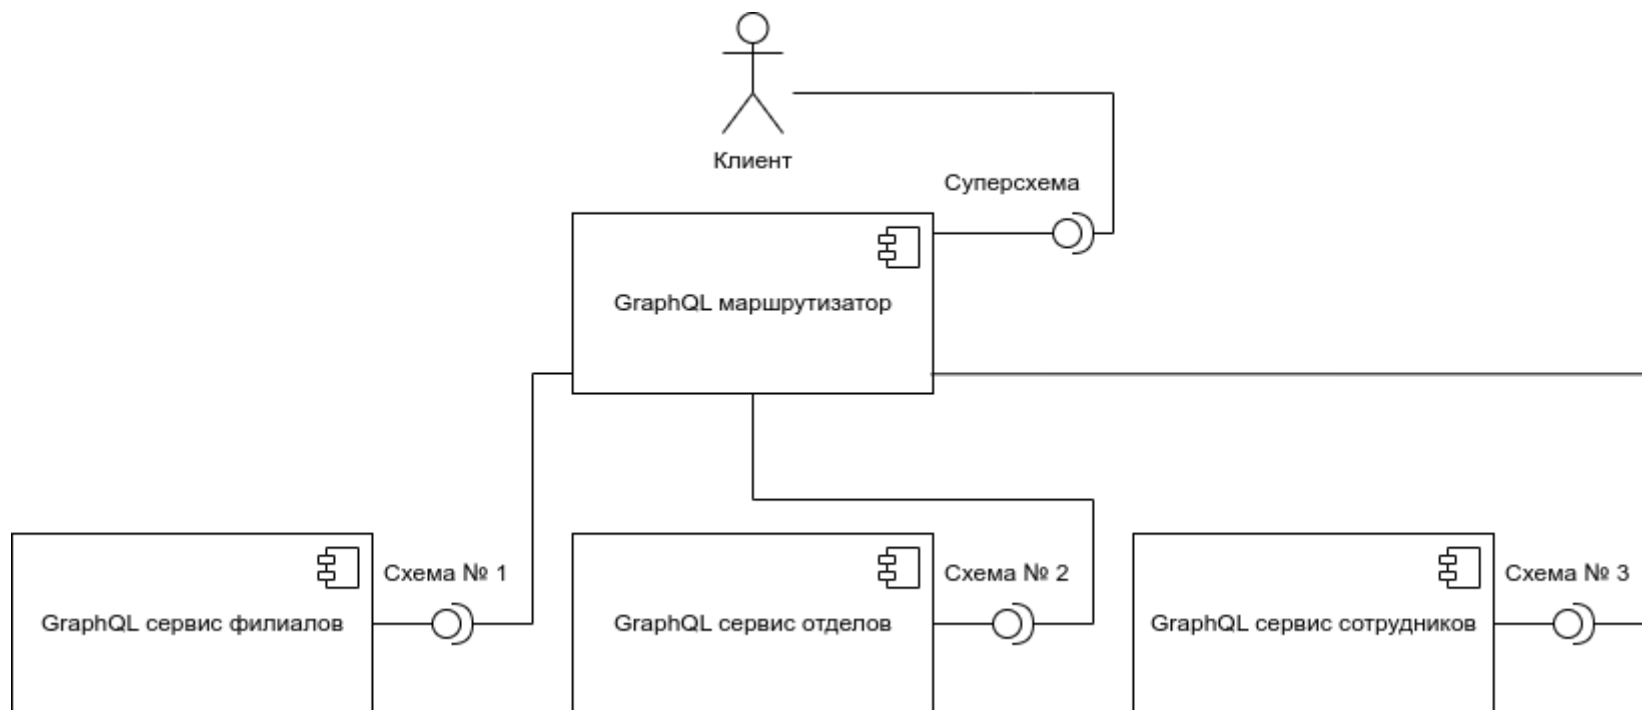 Клиент
Суперсхема
GraphQL маршрутизатор
Схема № 1
GraphQL сервис филиалов
Схема № 2
GraphQL сервис отделов
Схема № 3
GraphQL сервис сотрудников